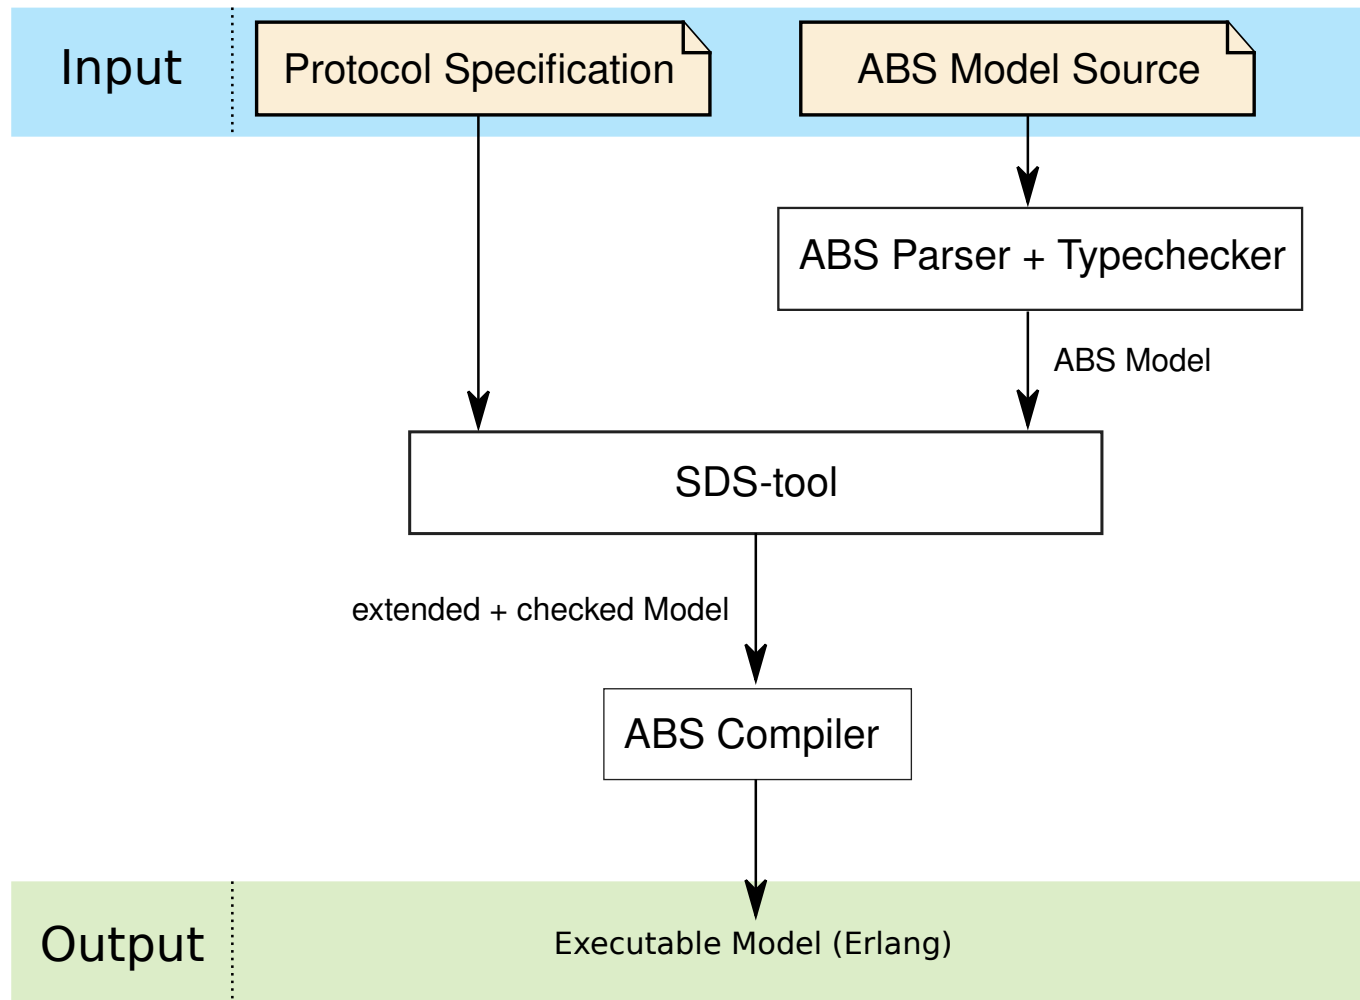 Input
Protocol Specification
ABS Model Source
ABS Parser + Typechecker
ABS Model
SDS-tool
extended + checked Model
ABS Compiler
Output
Executable Model (Erlang)